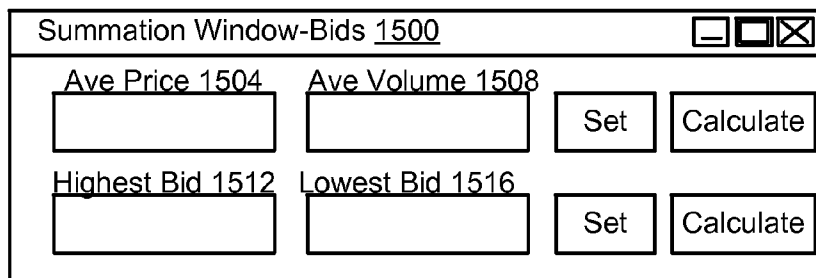 Summation Window-Bids 1500
Ave Price 1504 Ave Volume 1508
Set Calculate
Highest Bid 1512 Lowest Bid 1516
Set Calculate